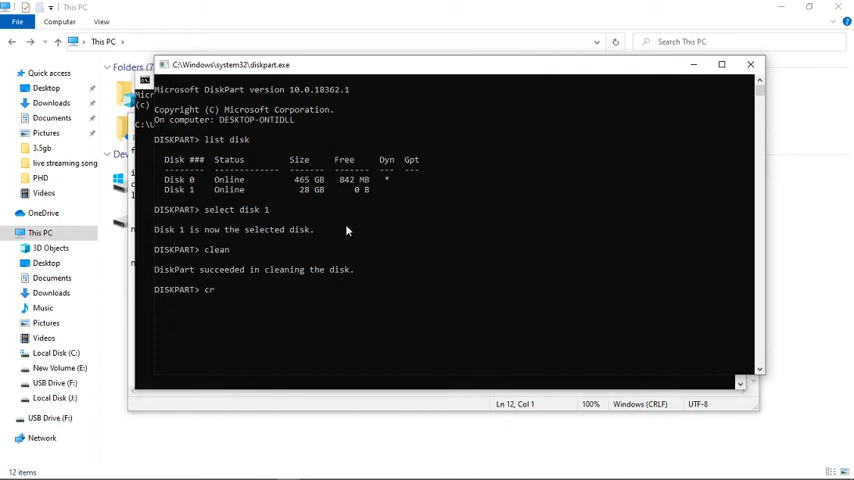 This PC
File
Computer
View
This PC
Search This PC
Quick access
Desktop
Downloads
Documents
Pictures
3.5gb
live streaming song
PHD
Videos
OneDrive
This PC
3D Objects
Desktop
Documents
Downloads
Music
Pictures
Videos
Local Disk (C:)
New Volume (E:)
USB Drive (F:)
Local Disk (J:)
USB Drive (F:)
Network
12 items
Folders
C:\Windows\system32\diskpart.exe
Micr
(c)
C:\U
Microsoft DiskPart version 10.0.18362.1
Copyright (C) Microsoft Corporation.
On computer: DESKTOP-ONTIDLL
DISKPART> list disk
Disk ### Status Size Free Dyn Gpt
-------- ------------- ------- ------- --- ---
Disk 0 Online 465 GB 842 MB *
Disk 1 Online 28 GB 0 B
DISKPART> select disk 1
Disk 1 is now the selected disk.
DISKPART> clean
DiskPart succeeded in cleaning the disk.
DISKPART> cr
Ln 12, Col 1
100%
Windows (CRLF)
UTF-8